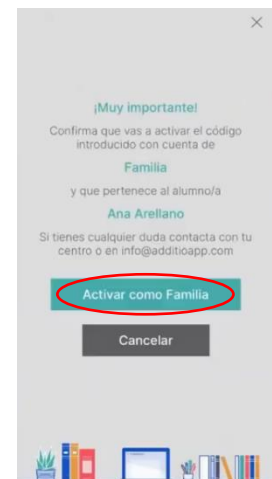 ¡Muy importante!
Confirma que vas a activar el código
introducido con cuenta de
Familia
y que pertenece al alumno/a
Ana Arellano
Si tienes cualquier duda contacta con tu
centro o en info@additioapp.com
Activar como Familia
Cancelar